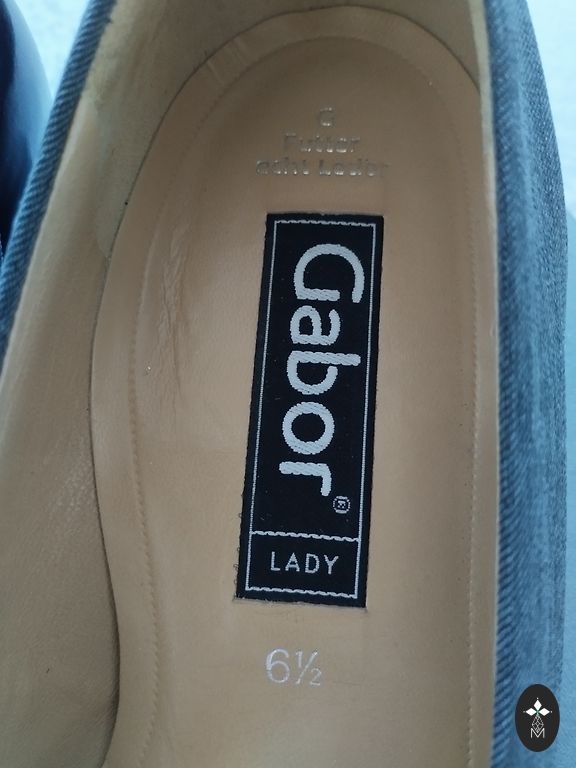 G
Futter
echt Leder
Gabor®
LADY
6½
M